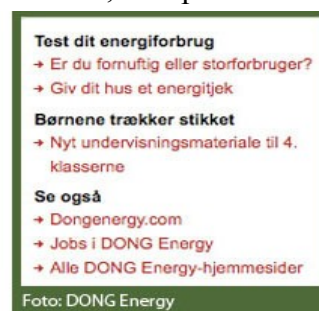 Test dit energiforbrug
→ Er du fornuftig eller storforbruger?
→ Giv dit hus et energitjek
Børnene trækker stikket
→ Nyt undervisningsmateriale til 4.
klasserne
Se også
→ Dongenergy.com
→ Jobs i DONG Energy
→ Alle DONG Energy-hjemmesider
Foto: DONG Energy